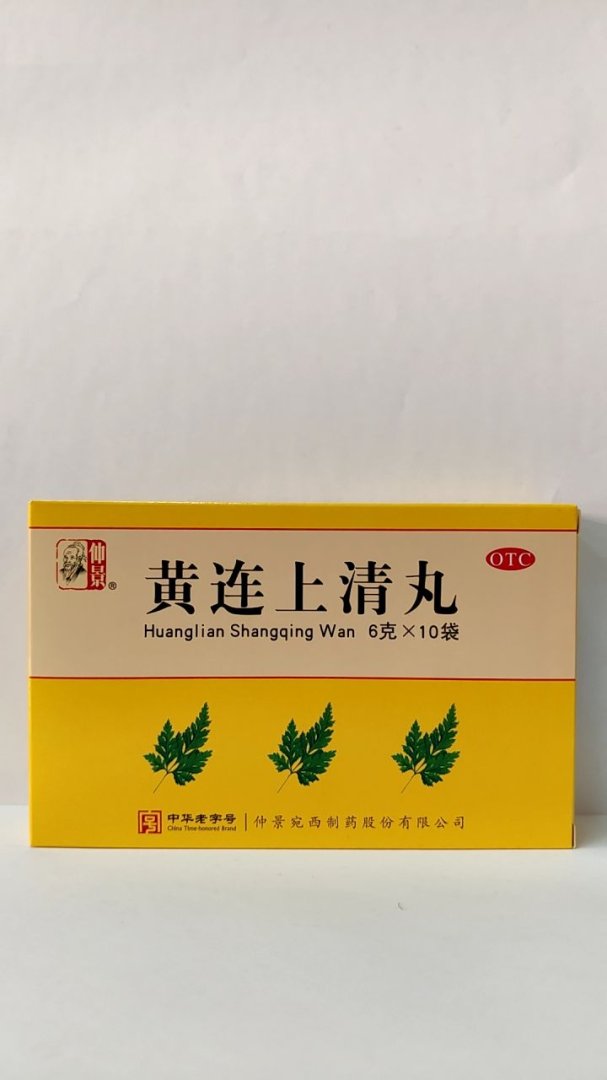 仲景®
OTC
黄连上清丸
Huanglian Shangqing Wan 6克×10袋
中华老字号
China Time-honored Brand
仲景宛西制药股份有限公司